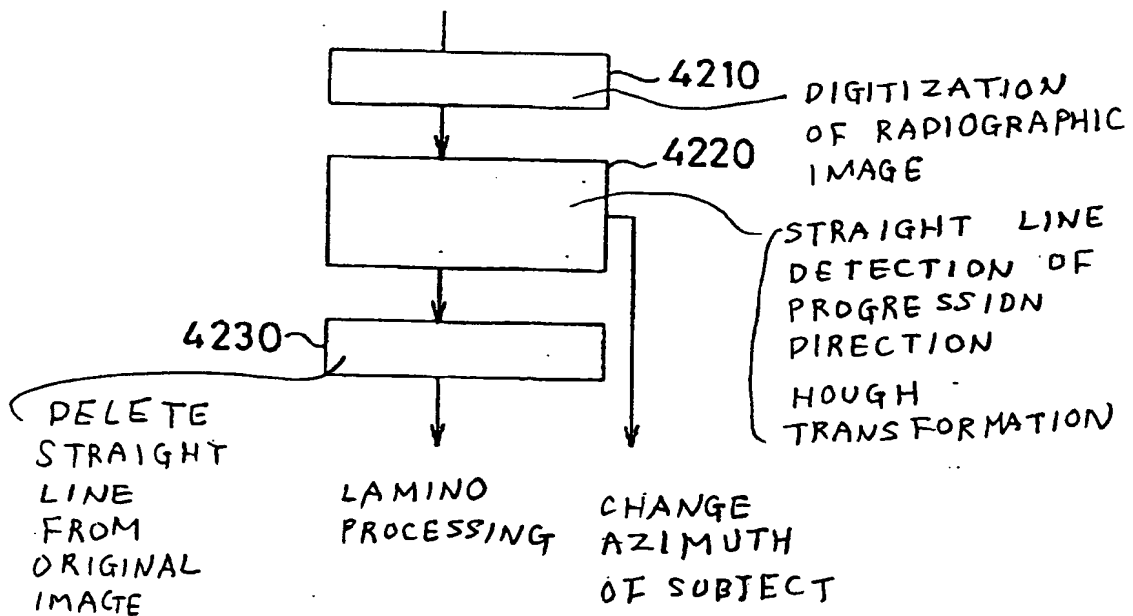 4210
DIGITIZATION
OF RADIOGRAPHIC
IMAGE
4220
STRAIGHT LINE
DETECTION OF
PROGRESSION
DIRECTION
HOUGH
TRANSFORMATION
4230
DELETE
STRAIGHT
LINE
FROM
ORIGINAL
IMAGE
LAMINO
PROCESSING
CHANGE
AZIMUTH
OF SUBJECT